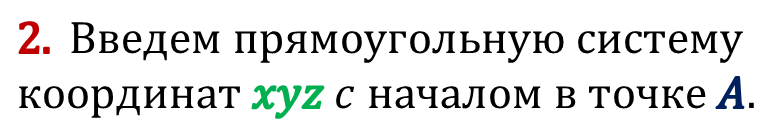 2. Введем прямоугольную систему
координат xyz с началом в точке A.